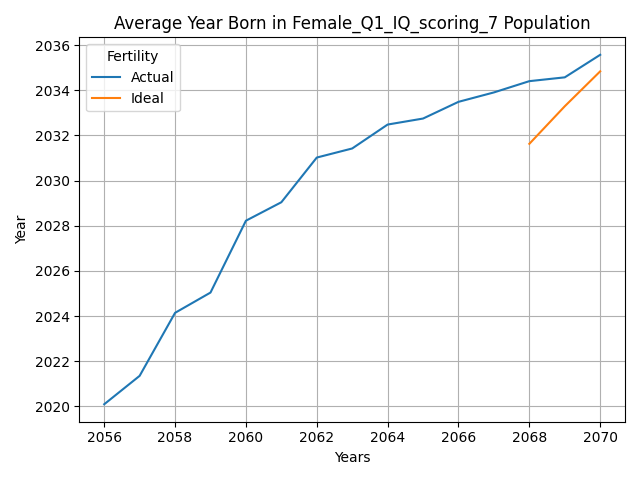 Average Year Born in Female_Q1_IQ_scoring_7 Population
Fertility
Actual
Ideal
Year
2036
2034
2032
2030
2028
2026
2024
2022
2020
2056
2058
2060
2062
2064
2066
2068
2070
Years